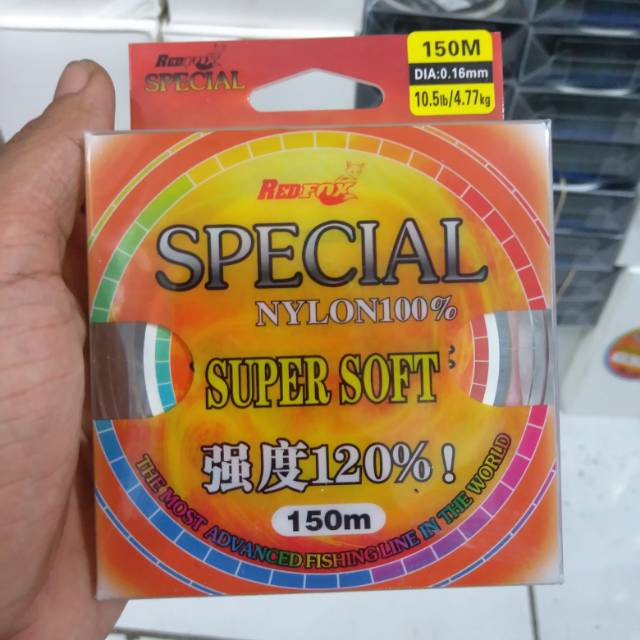 REDFOX
SPECIAL
150M
DIA:0.16mm
10.5lb/4.77kg
REDFOX
SPECIAL
NYLON100%
SUPER SOFT
强度120%!
150m
THE MOST ADVANCED FISHING LINE IN THE WORLD